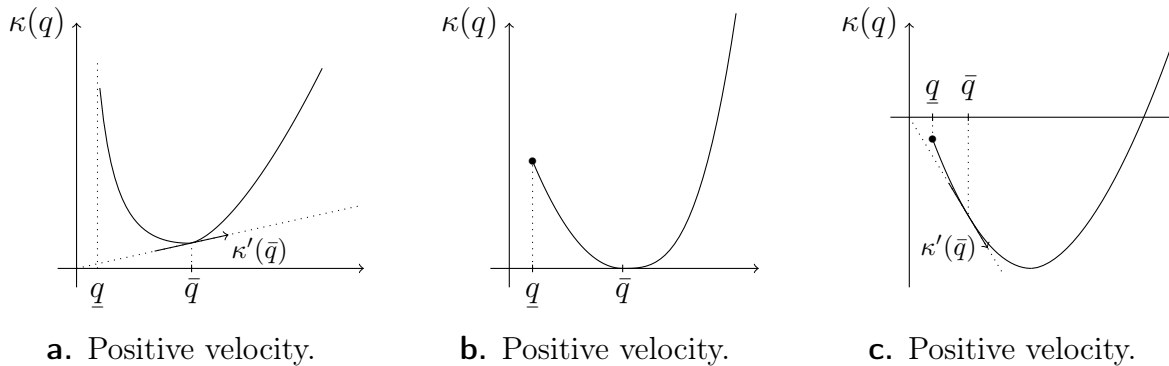 κ(q)
q
q̄
κ′(q̄)
a. Positive velocity.
κ(q)
q
q̄
b. Positive velocity.
κ(q)
q
q̄
κ′(q̄)
c. Positive velocity.